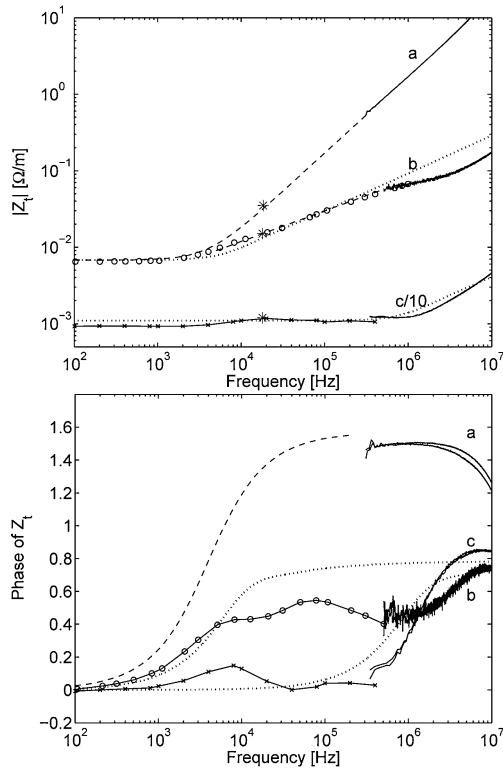 10^1
10^0
10^-1
10^-2
10^-3
|Z_t| [Ω/m]
a
b
c/10
10^2 10^3 10^4 10^5 10^6 10^7
Frequency [Hz]
1.6
1.4
1.2
1
0.8
0.6
0.4
0.2
0
−0.2
Phase of Z_t
a
c
b
10^2 10^3 10^4 10^5 10^6 10^7
Frequency [Hz]